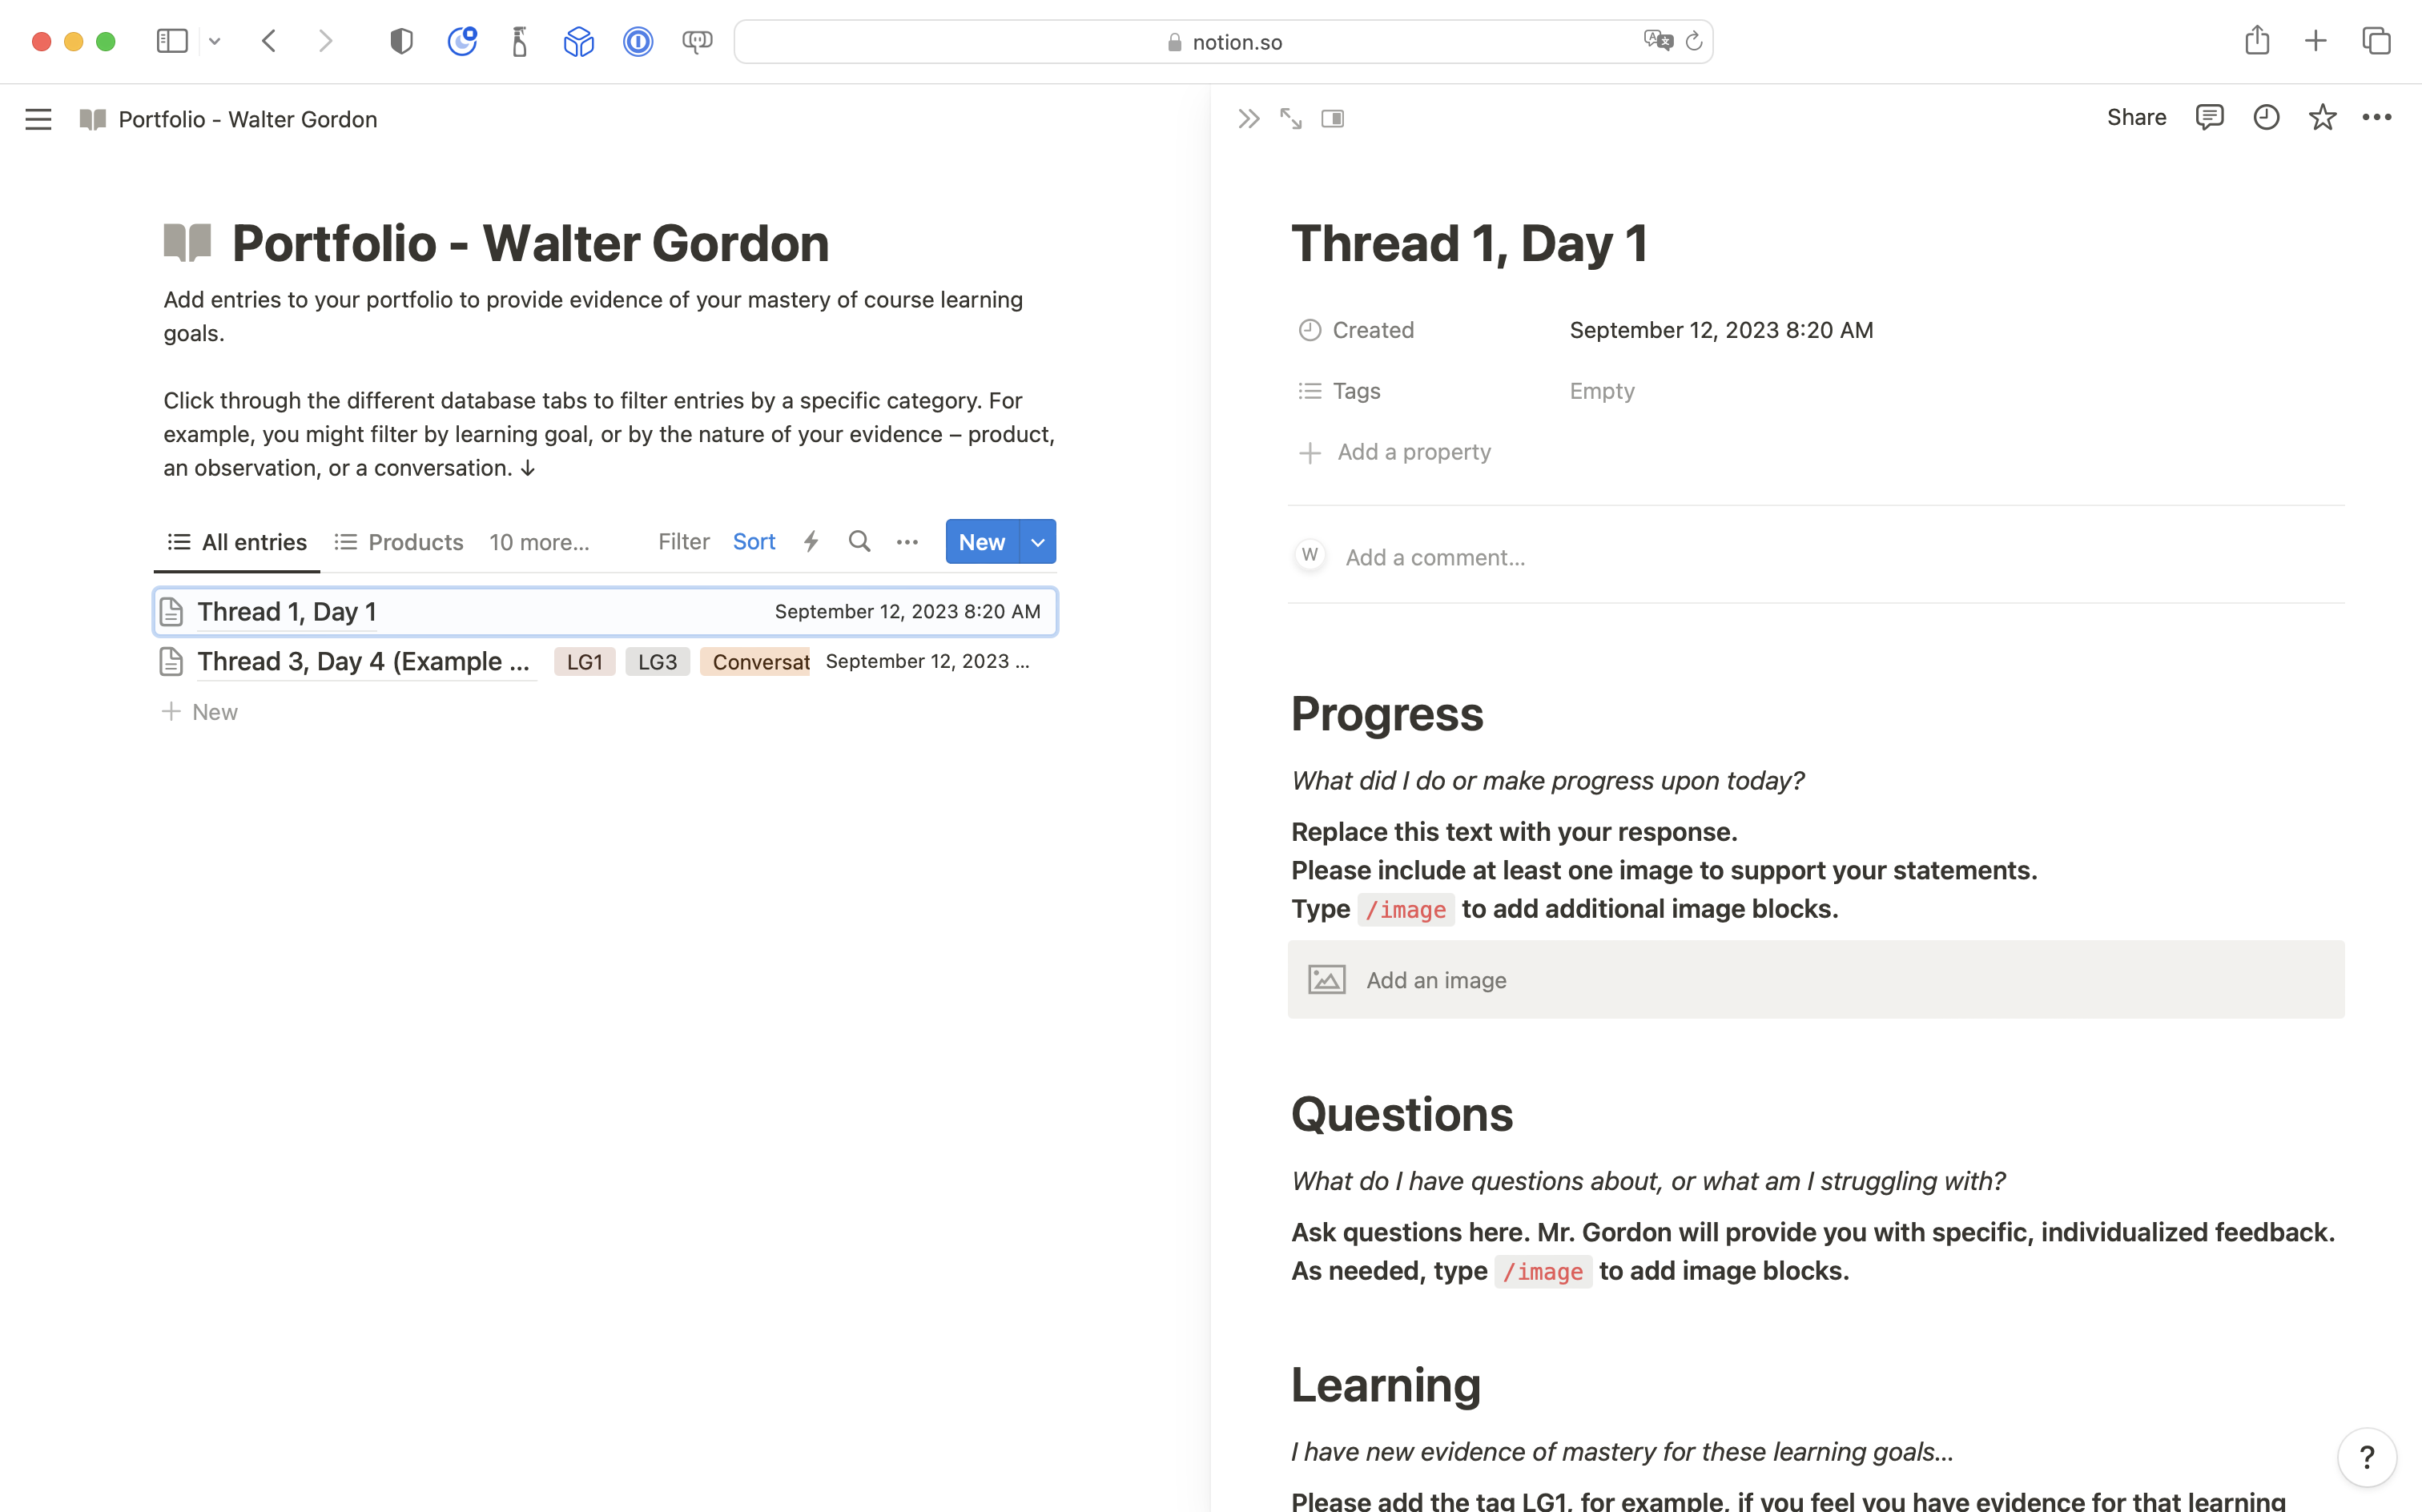 notion.so
Portfolio - Walter Gordon
Share
Portfolio - Walter Gordon
Add entries to your portfolio to provide evidence of your mastery of course learning
goals.
Click through the different database tabs to filter entries by a specific category. For
example, you might filter by learning goal, or by the nature of your evidence – product,
an observation, or a conversation. ↓
All entries
Products
10 more...
Filter
Sort
New
Thread 1, Day 1
September 12, 2023 8:20 AM
Thread 3, Day 4 (Example ...
LG1
LG3
Conversat
September 12, 2023 ...
New
Thread 1, Day 1
Created
September 12, 2023 8:20 AM
Tags
Empty
Add a property
W
Add a comment...
Progress
What did I do or make progress upon today?
Replace this text with your response.
Please include at least one image to support your statements.
Type /image to add additional image blocks.
Add an image
Questions
What do I have questions about, or what am I struggling with?
Ask questions here. Mr. Gordon will provide you with specific, individualized feedback.
As needed, type /image to add image blocks.
Learning
I have new evidence of mastery for these learning goals...
Please add the tag LG1, for example, if you feel you have evidence for that learning
?